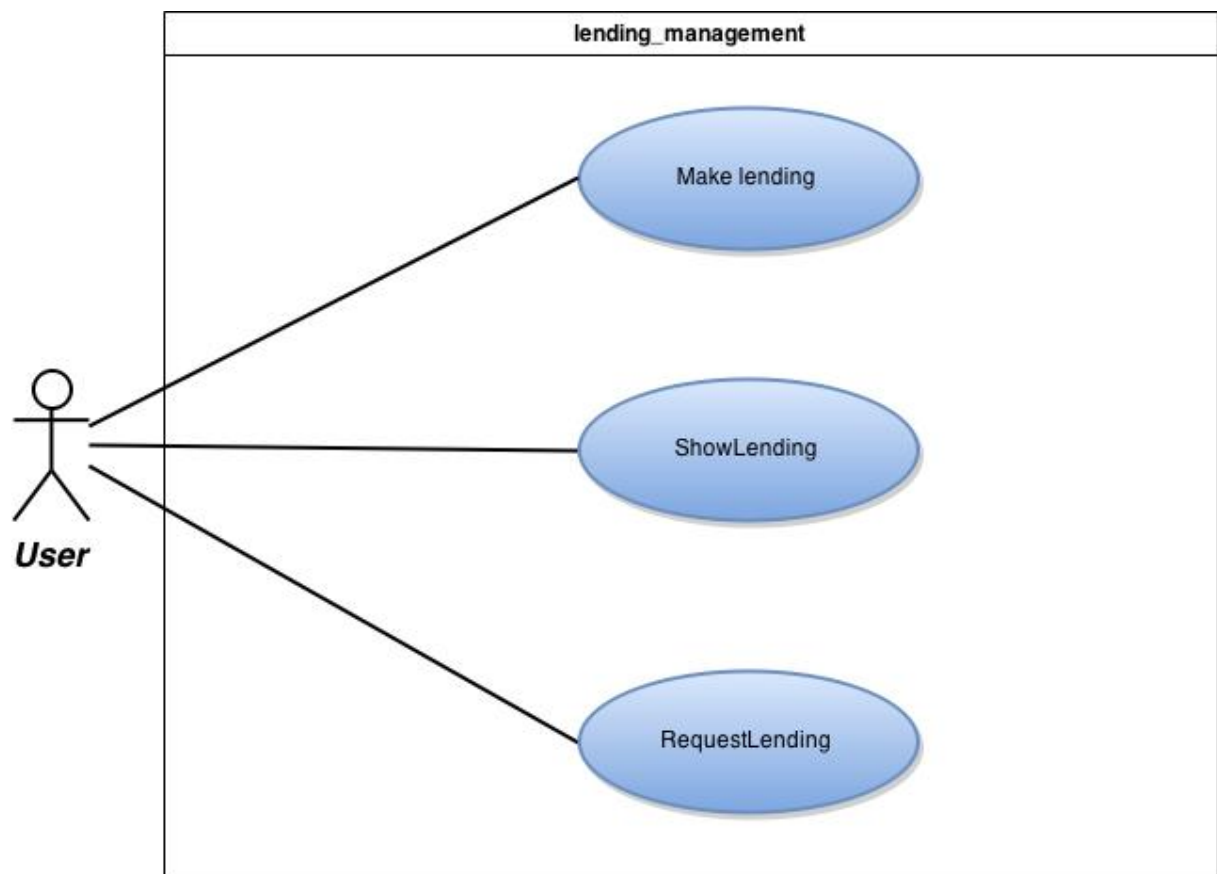 lending_management
Make lending
ShowLending
User
RequestLending